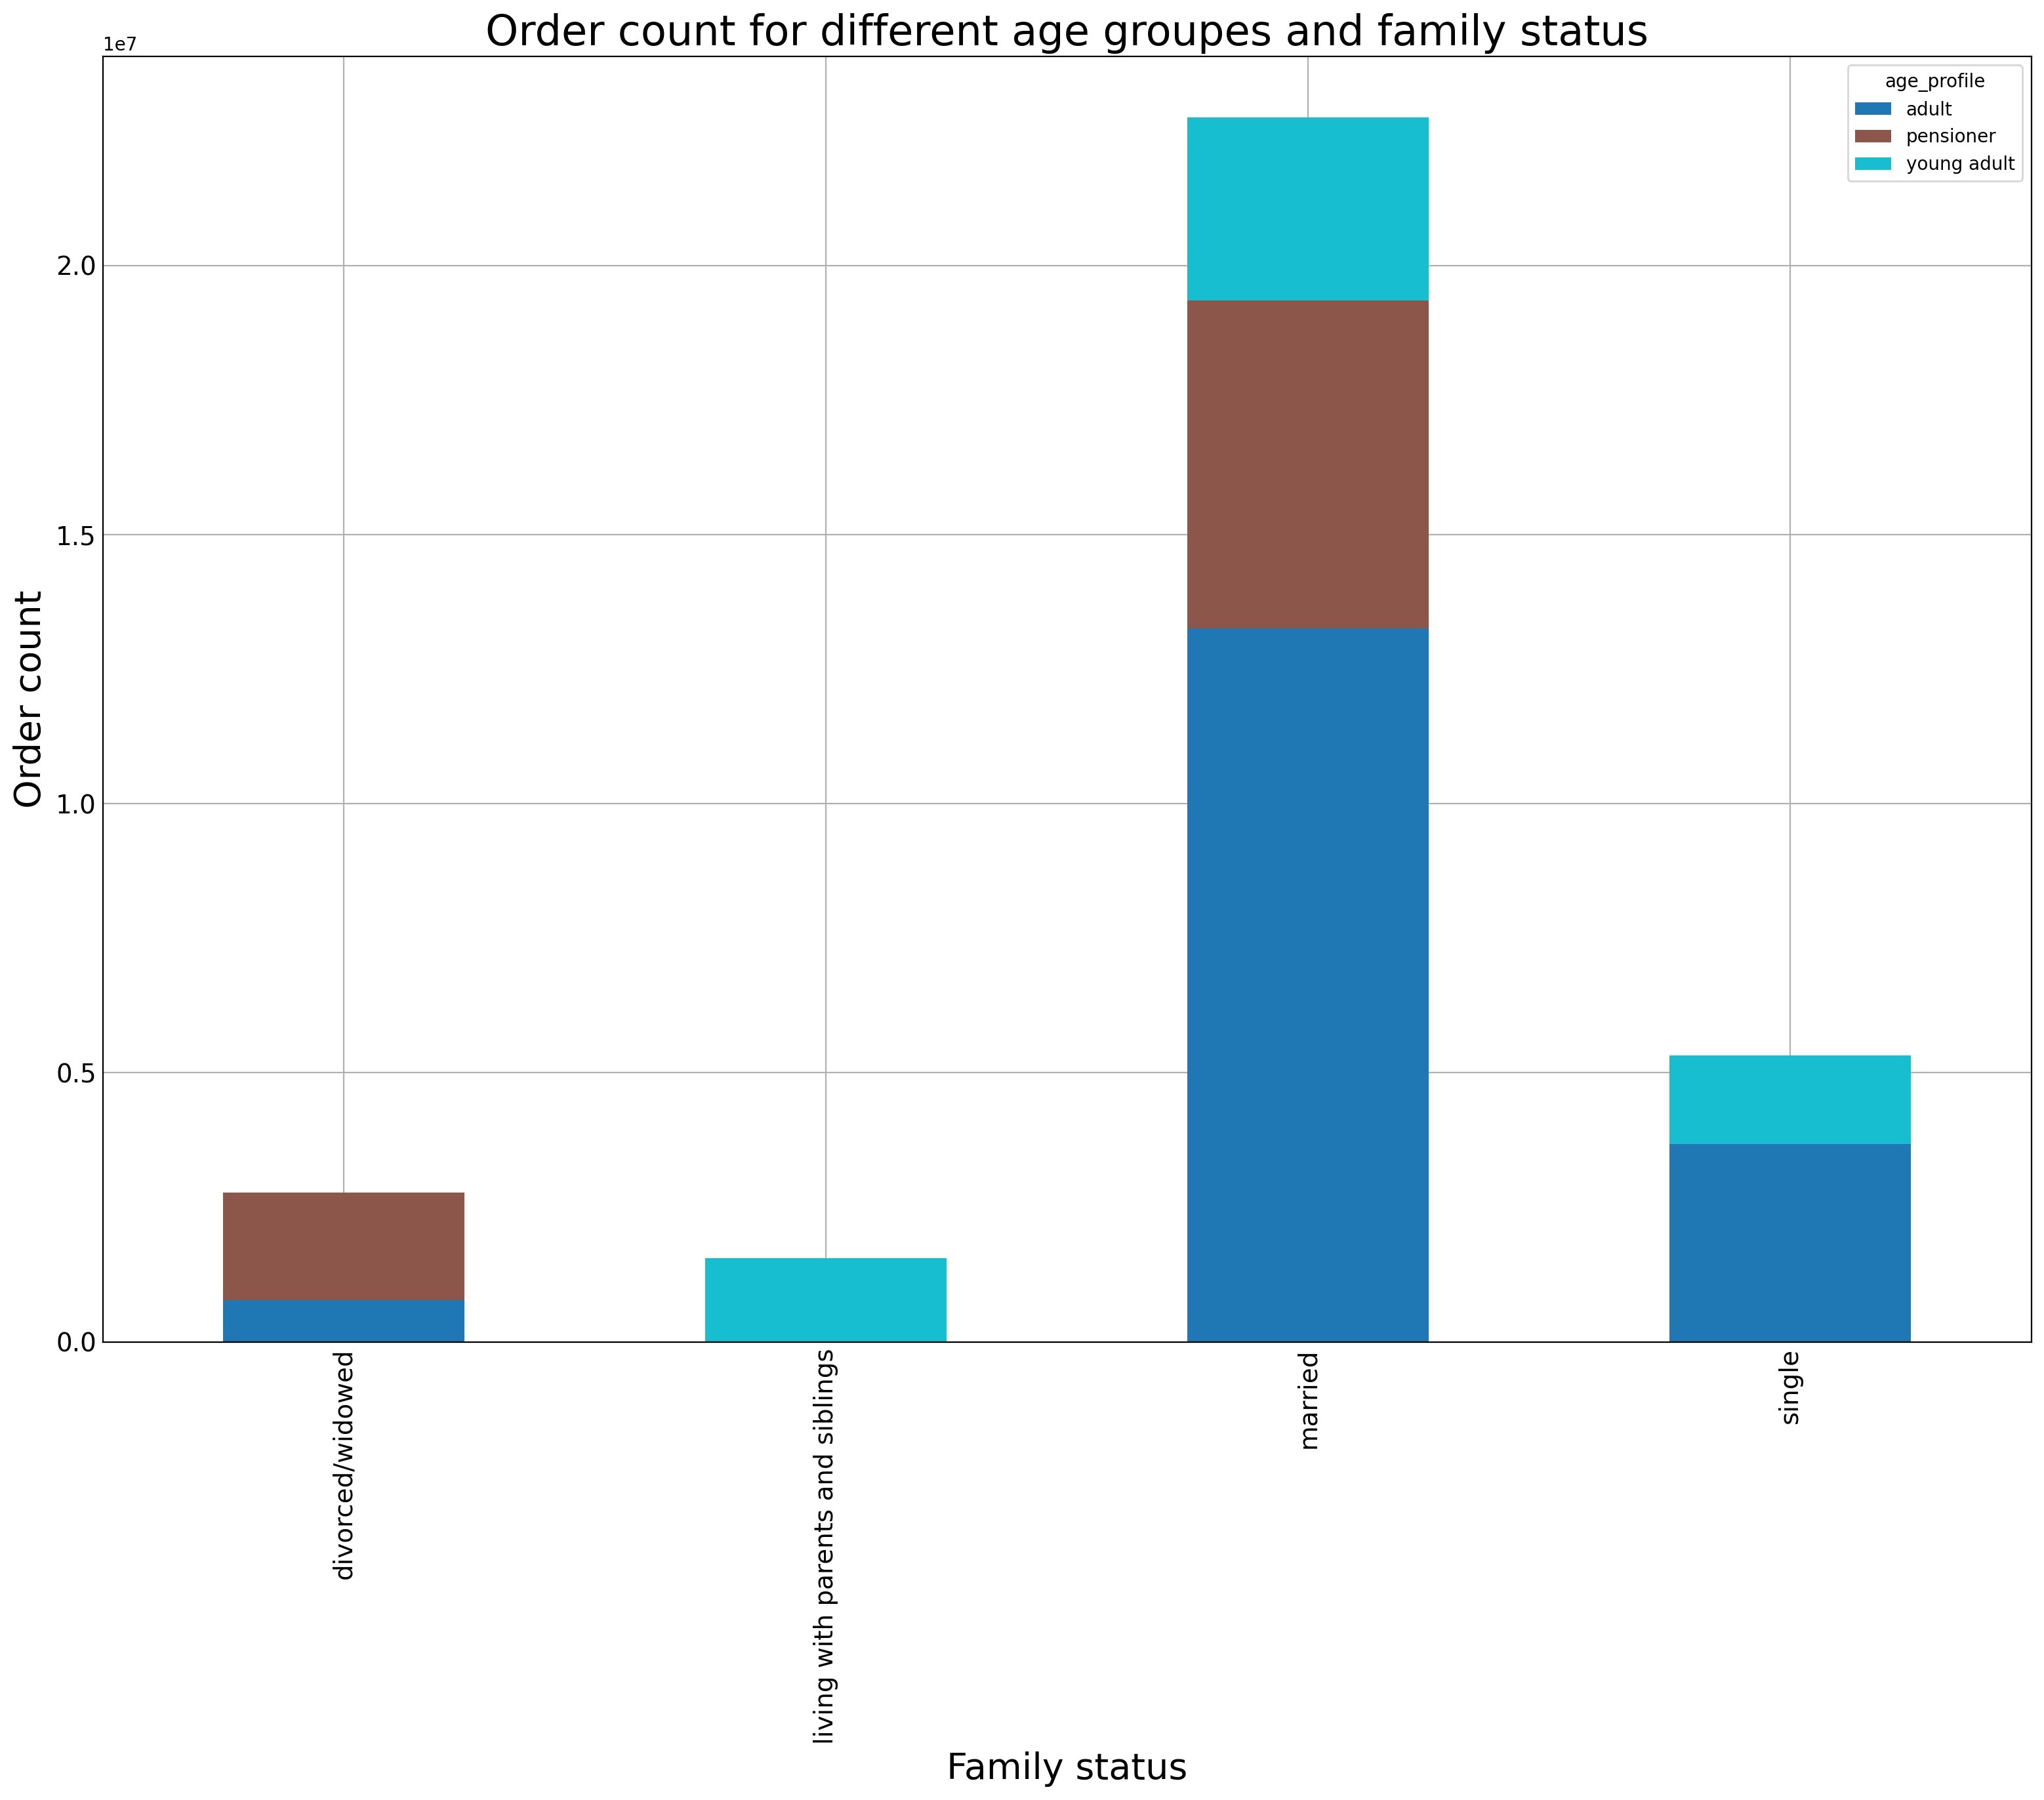 Order count for different age groupes and family status
1e7
age_profile
adult
pensioner
young adult
2.0
1.5
1.0
0.5
0.0
Order count
divorced/widowed
living with parents and siblings
married
single
Family status